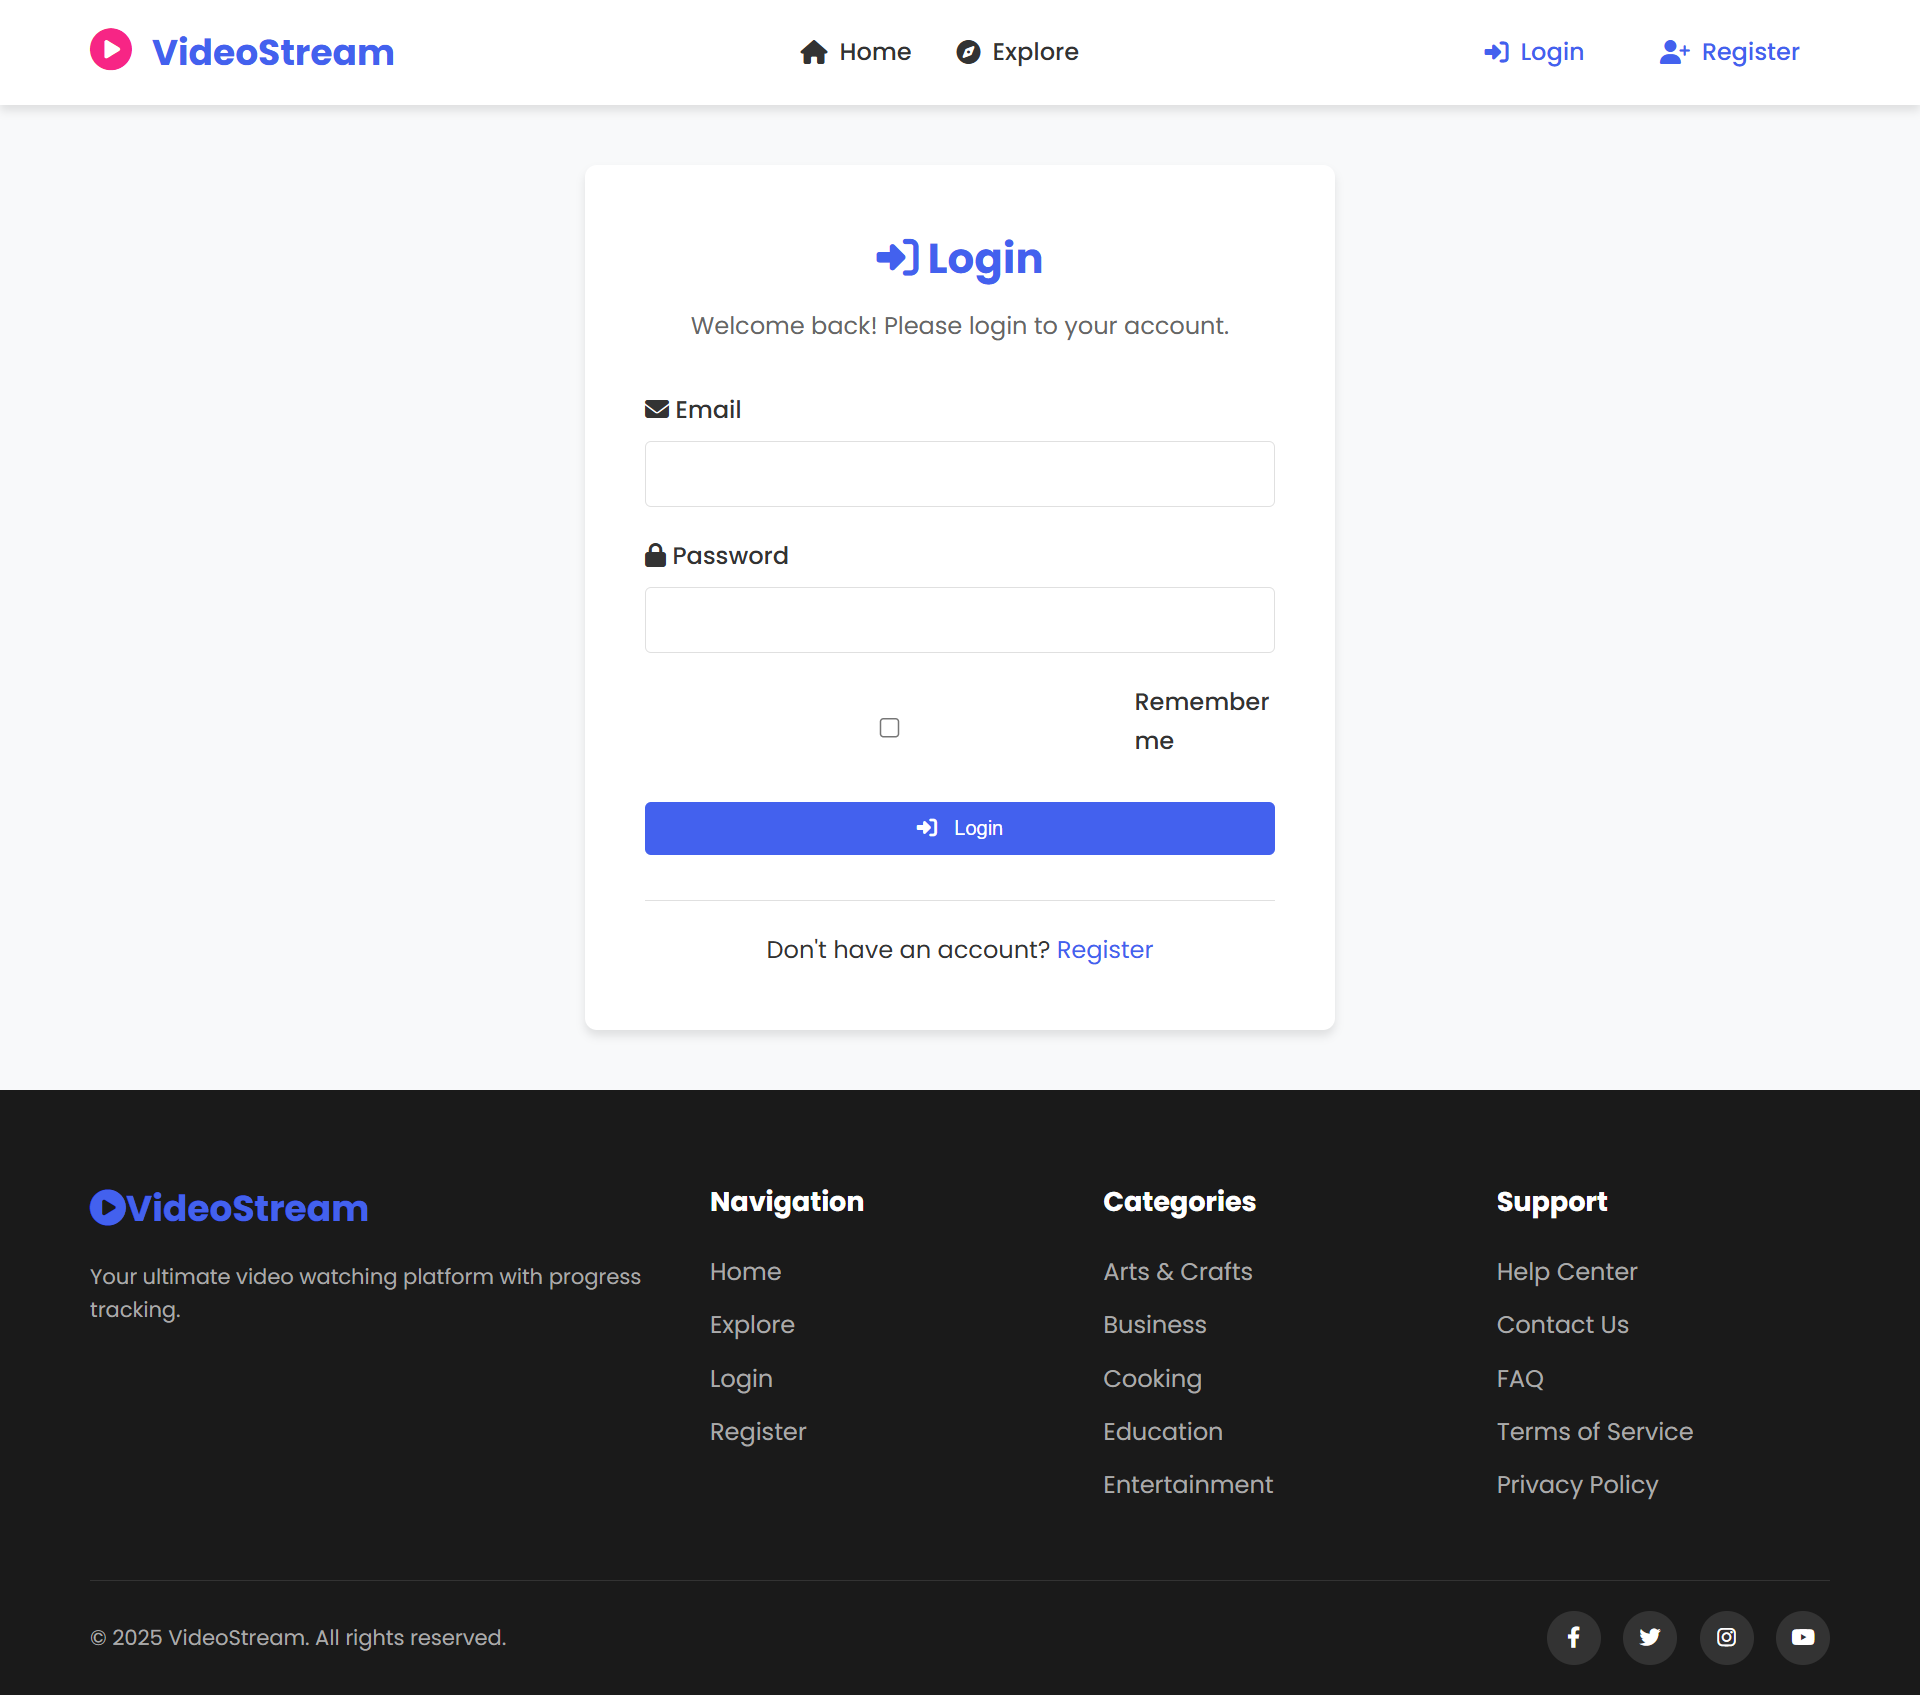 VideoStream
Home
Explore
Login
Register
Login
Welcome back! Please login to your account.
Email
Password
Remember
me
Login
Don't have an account? Register
VideoStream
Your ultimate video watching platform with progress
tracking.
Navigation
Home
Explore
Login
Register
Categories
Arts & Crafts
Business
Cooking
Education
Entertainment
Support
Help Center
Contact Us
FAQ
Terms of Service
Privacy Policy
© 2025 VideoStream. All rights reserved.